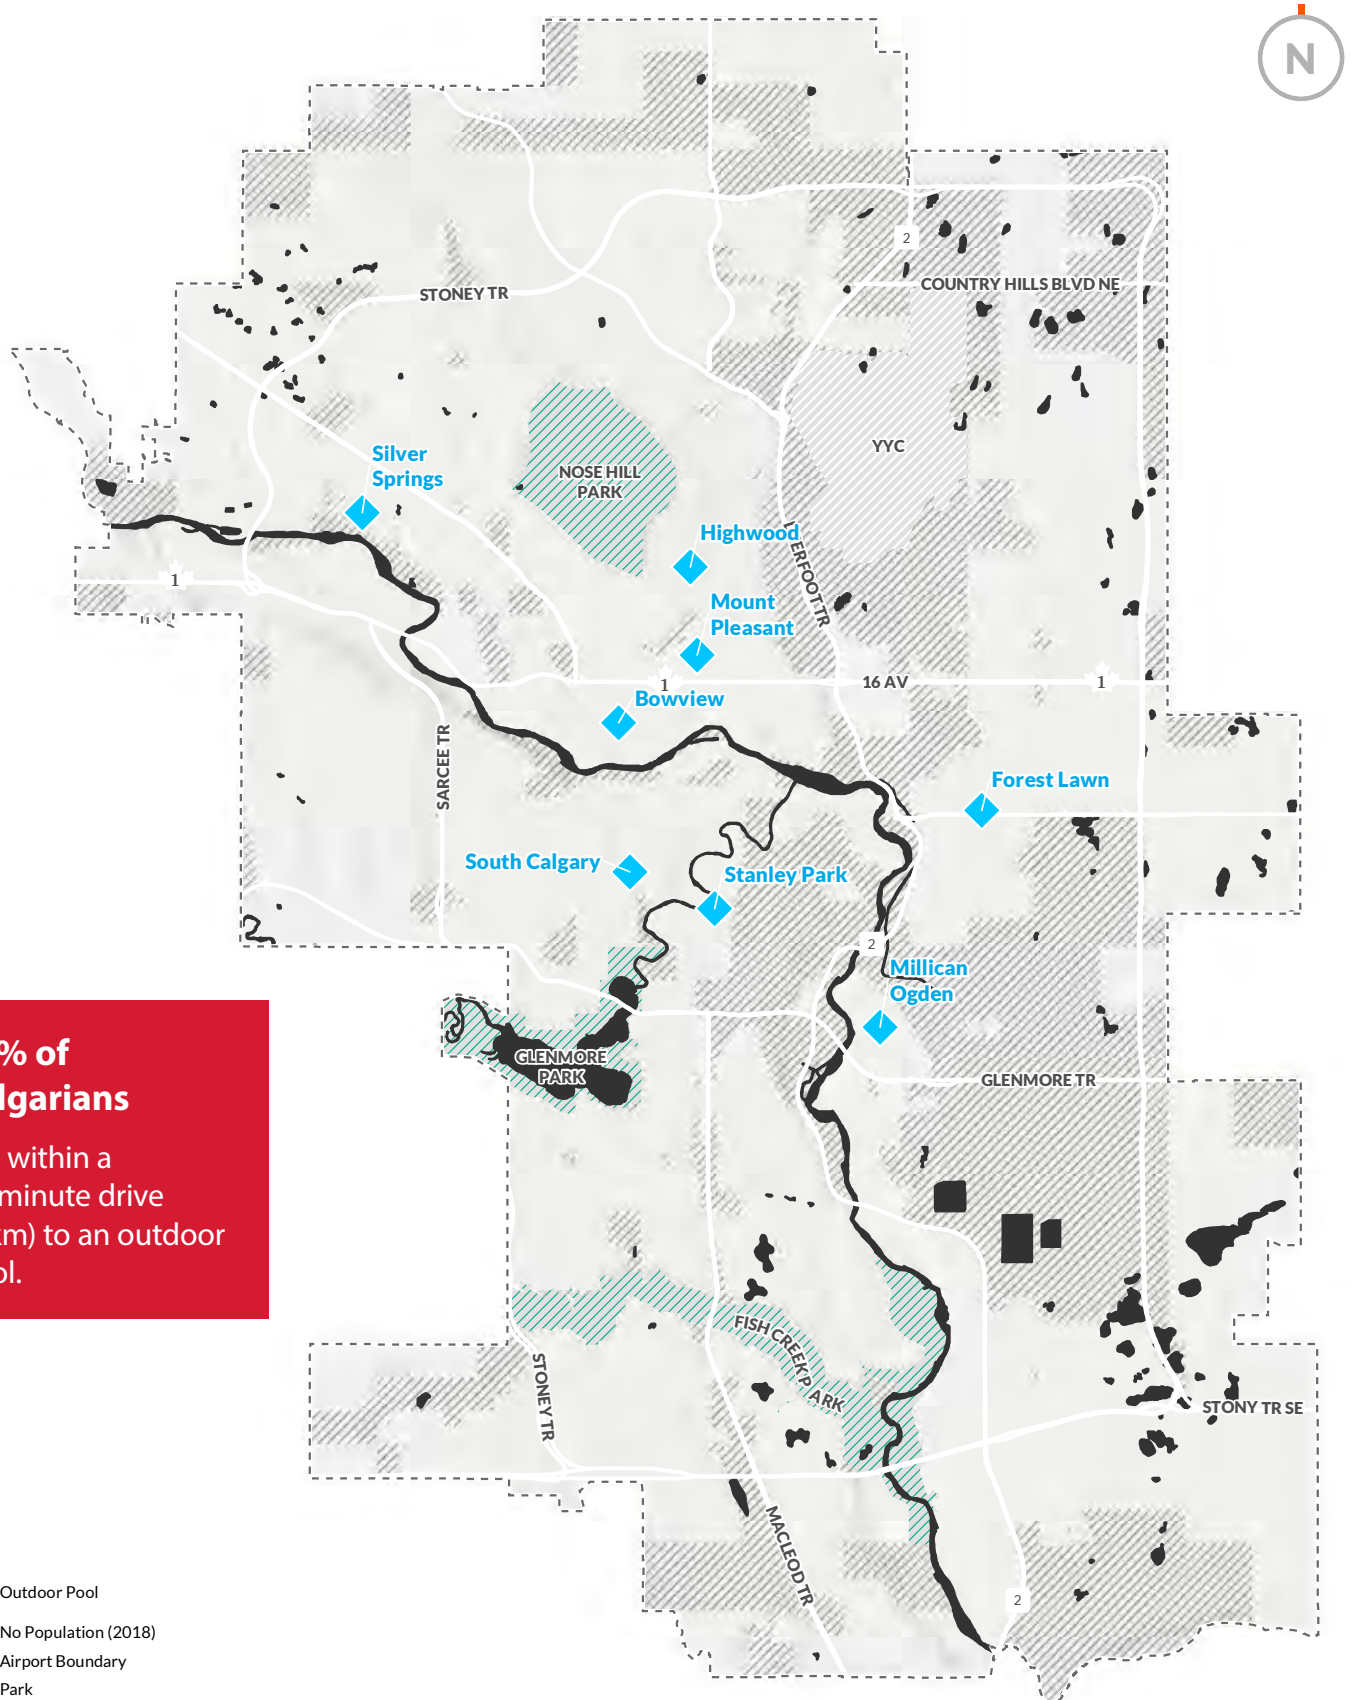 N
2
COUNTRY HILLS BLVD NE
STONEY TR
YYC
Silver
Springs
NOSE HILL
PARK
Highwood
ERFOOT TR
1
Mount
Pleasant
1
16 AV
1
Bowview
SARCEE TR
Forest Lawn
South Calgary
Stanley Park
2
Millican
Ogden
% of
lgarians
within a
minute drive
km) to an outdoor
ol.
GLENMORE
PARK
GLENMORE TR
FISH CREEK P ARK
STONEY TR
STONY TR SE
MACLEOD TR
2
Outdoor Pool
No Population (2018)
Airport Boundary
Park